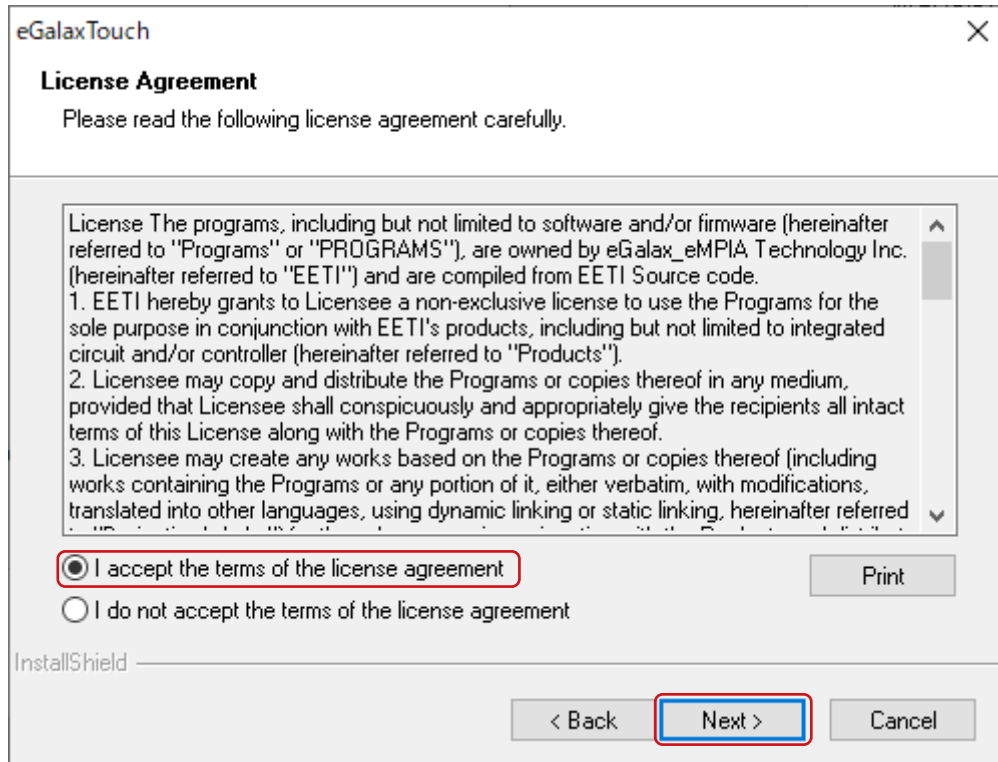 eGalaxTouch
License Agreement
Please read the following license agreement carefully.
License The programs, including but not limited to software and/or firmware (hereinafter
referred to "Programs" or "PROGRAMS"), are owned by eGalax_eMPIA Technology Inc.
(hereinafter referred to "EETI") and are compiled from EETI Source code.
1. EETI hereby grants to Licensee a non-exclusive license to use the Programs for the
sole purpose in conjunction with EETI's products, including but not limited to integrated
circuit and/or controller (hereinafter referred to "Products").
2. Licensee may copy and distribute the Programs or copies thereof in any medium,
provided that Licensee shall conspicuously and appropriately give the recipients all intact
terms of this License along with the Programs or copies thereof.
3. Licensee may create any works based on the Programs or copies thereof (including
works containing the Programs or any portion of it, either verbatim, with modifications,
translated into other languages, using dynamic linking or static linking, hereinafter referred
I accept the terms of the license agreement
Print
I do not accept the terms of the license agreement
InstallShield
< Back
Next >
Cancel